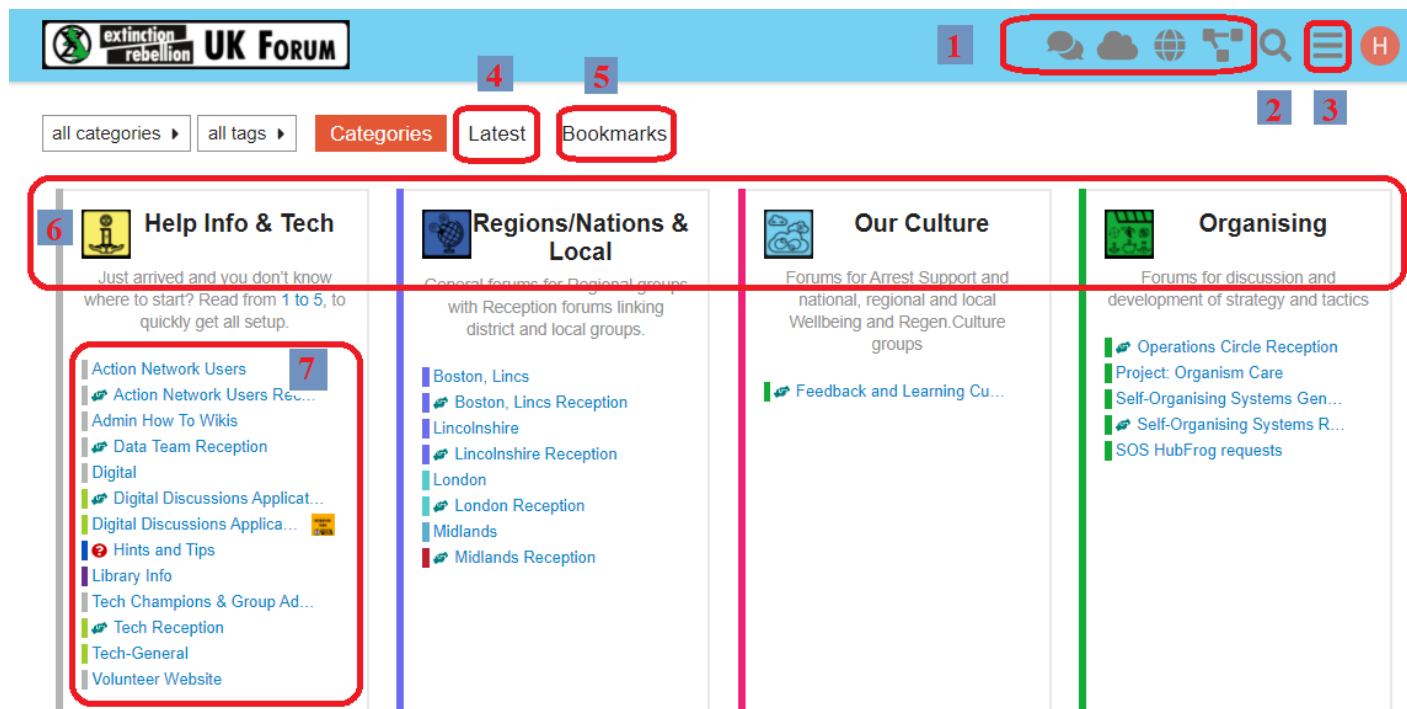 extinction
rebellion UK FORUM
1
H
2
3
4
5
all categories
all tags
Categories
Latest
Bookmarks
6
Help Info & Tech
Just arrived and you don't know
where to start? Read from 1 to 5, to
quickly get all setup.
7
Action Network Users
Action Network Users Rec...
Admin How To Wikis
Data Team Reception
Digital
Digital Discussions Applicat...
Digital Discussions Applica...
Hints and Tips
Library Info
Tech Champions & Group Ad...
Tech Reception
Tech-General
Volunteer Website
Regions/Nations &
Local
General forums for Regional groups
with Reception forums linking
district and local groups.
Boston, Lincs
Boston, Lincs Reception
Lincolnshire
Lincolnshire Reception
London
London Reception
Midlands
Midlands Reception
Our Culture
Forums for Arrest Support and
national, regional and local
Wellbeing and Regen.Culture
groups
Feedback and Learning Cu...
Organising
Forums for discussion and
development of strategy and tactics
Operations Circle Reception
Project: Organism Care
Self-Organising Systems Gen...
Self-Organising Systems R...
SOS HubFrog requests